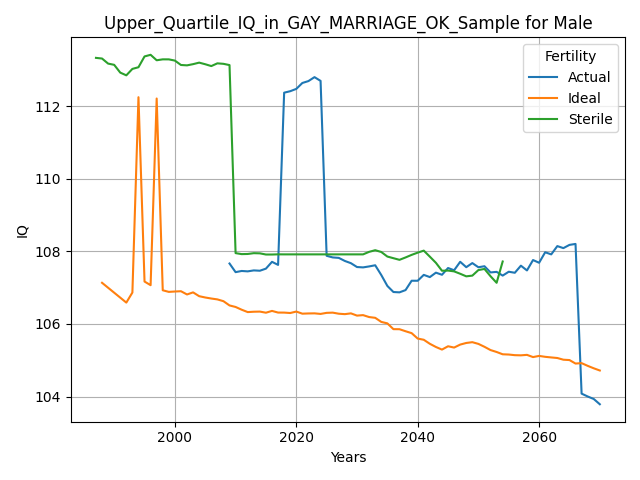 Upper_Quartile_IQ_in_GAY_MARRIAGE_OK_Sample for Male
Fertility
Actual
Ideal
Sterile
112
110
108
106
104
IQ
2000
2020
2040
2060
Years